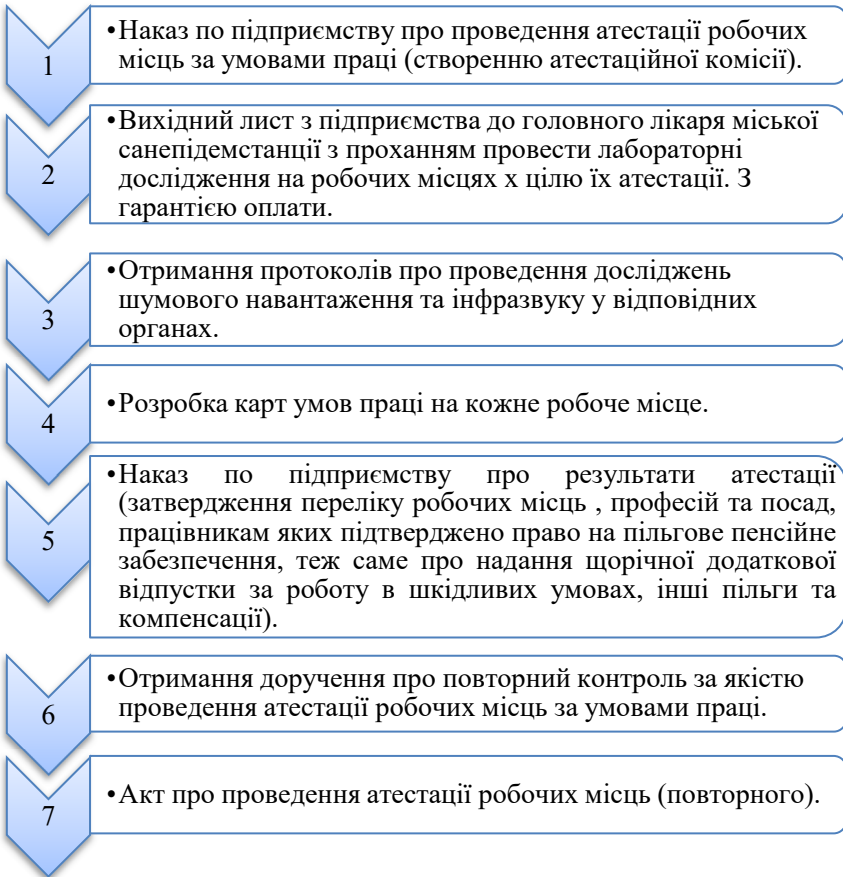 1
•Наказ по підприємству про проведення атестації робочих
місць за умовами праці (створенню атестаційної комісії).
2
•Вихідний лист з підприємства до головного лікаря міської
санепідемстанції з проханням провести лабораторні
дослідження на робочих місцях х цілю їх атестації. З
гарантією оплати.
3
•Отримання протоколів про проведення досліджень
шумового навантаження та інфразвуку у відповідних
органах.
4
•Розробка карт умов праці на кожне робоче місце.
5
•Наказ по підприємству про результати атестації
(затвердження переліку робочих місць , професій та посад,
працівникам яких підтверджено право на пільгове пенсійне
забезпечення, теж саме про надання щорічної додаткової
відпустки за роботу в шкідливих умовах, інші пільги та
компенсації).
6
•Отримання доручення про повторний контроль за якістю
проведення атестації робочих місць за умовами праці.
7
•Акт про проведення атестації робочих місць (повторного).